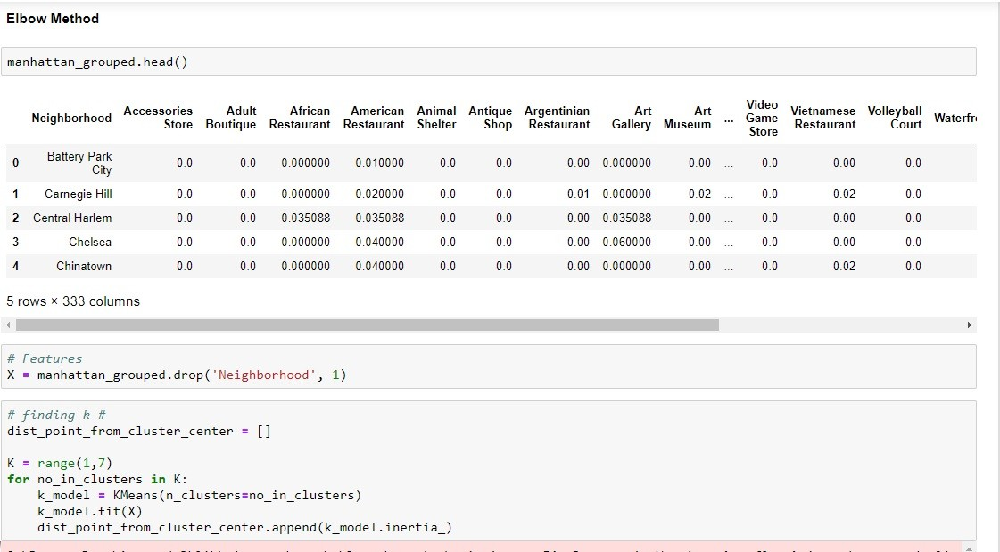 Elbow Method
manhattan_grouped.head()
Neighborhood Accessories Store Adult Boutique African Restaurant American Restaurant Animal Shelter Antique Shop Argentinian Restaurant Art Gallery Art Museum ... Video Game Store Vietnamese Restaurant Volleyball Court Waterfr
0 Battery Park City 0.0 0.0 0.000000 0.010000 0.0 0.0 0.00 0.000000 0.00 ... 0.0 0.00 0.0
1 Carnegie Hill 0.0 0.0 0.000000 0.020000 0.0 0.0 0.01 0.000000 0.02 ... 0.0 0.02 0.0
2 Central Harlem 0.0 0.0 0.035088 0.035088 0.0 0.0 0.00 0.035088 0.00 ... 0.0 0.00 0.0
3 Chelsea 0.0 0.0 0.000000 0.040000 0.0 0.0 0.00 0.060000 0.00 ... 0.0 0.00 0.0
4 Chinatown 0.0 0.0 0.000000 0.040000 0.0 0.0 0.00 0.000000 0.00 ... 0.0 0.02 0.0
5 rows × 333 columns
# Features
X = manhattan_grouped.drop('Neighborhood', 1)
# finding k #
dist_point_from_cluster_center = []
K = range(1,7)
for no_in_clusters in K:
    k_model = KMeans(n_clusters=no_in_clusters)
    k_model.fit(X)
    dist_point_from_cluster_center.append(k_model.inertia_)